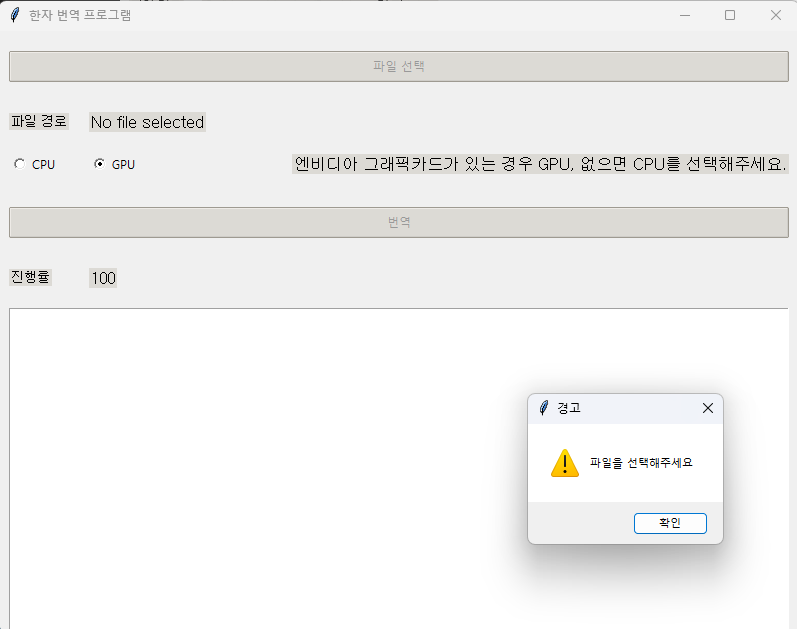 한자 번역 프로그램
파일 선택
파일 경로 No file selected
CPU GPU 엔비디아 그래픽카드가 있는 경우 GPU, 없으면 CPU를 선택해주세요.
번역
진행률 100
경고
파일을 선택해주세요
확인